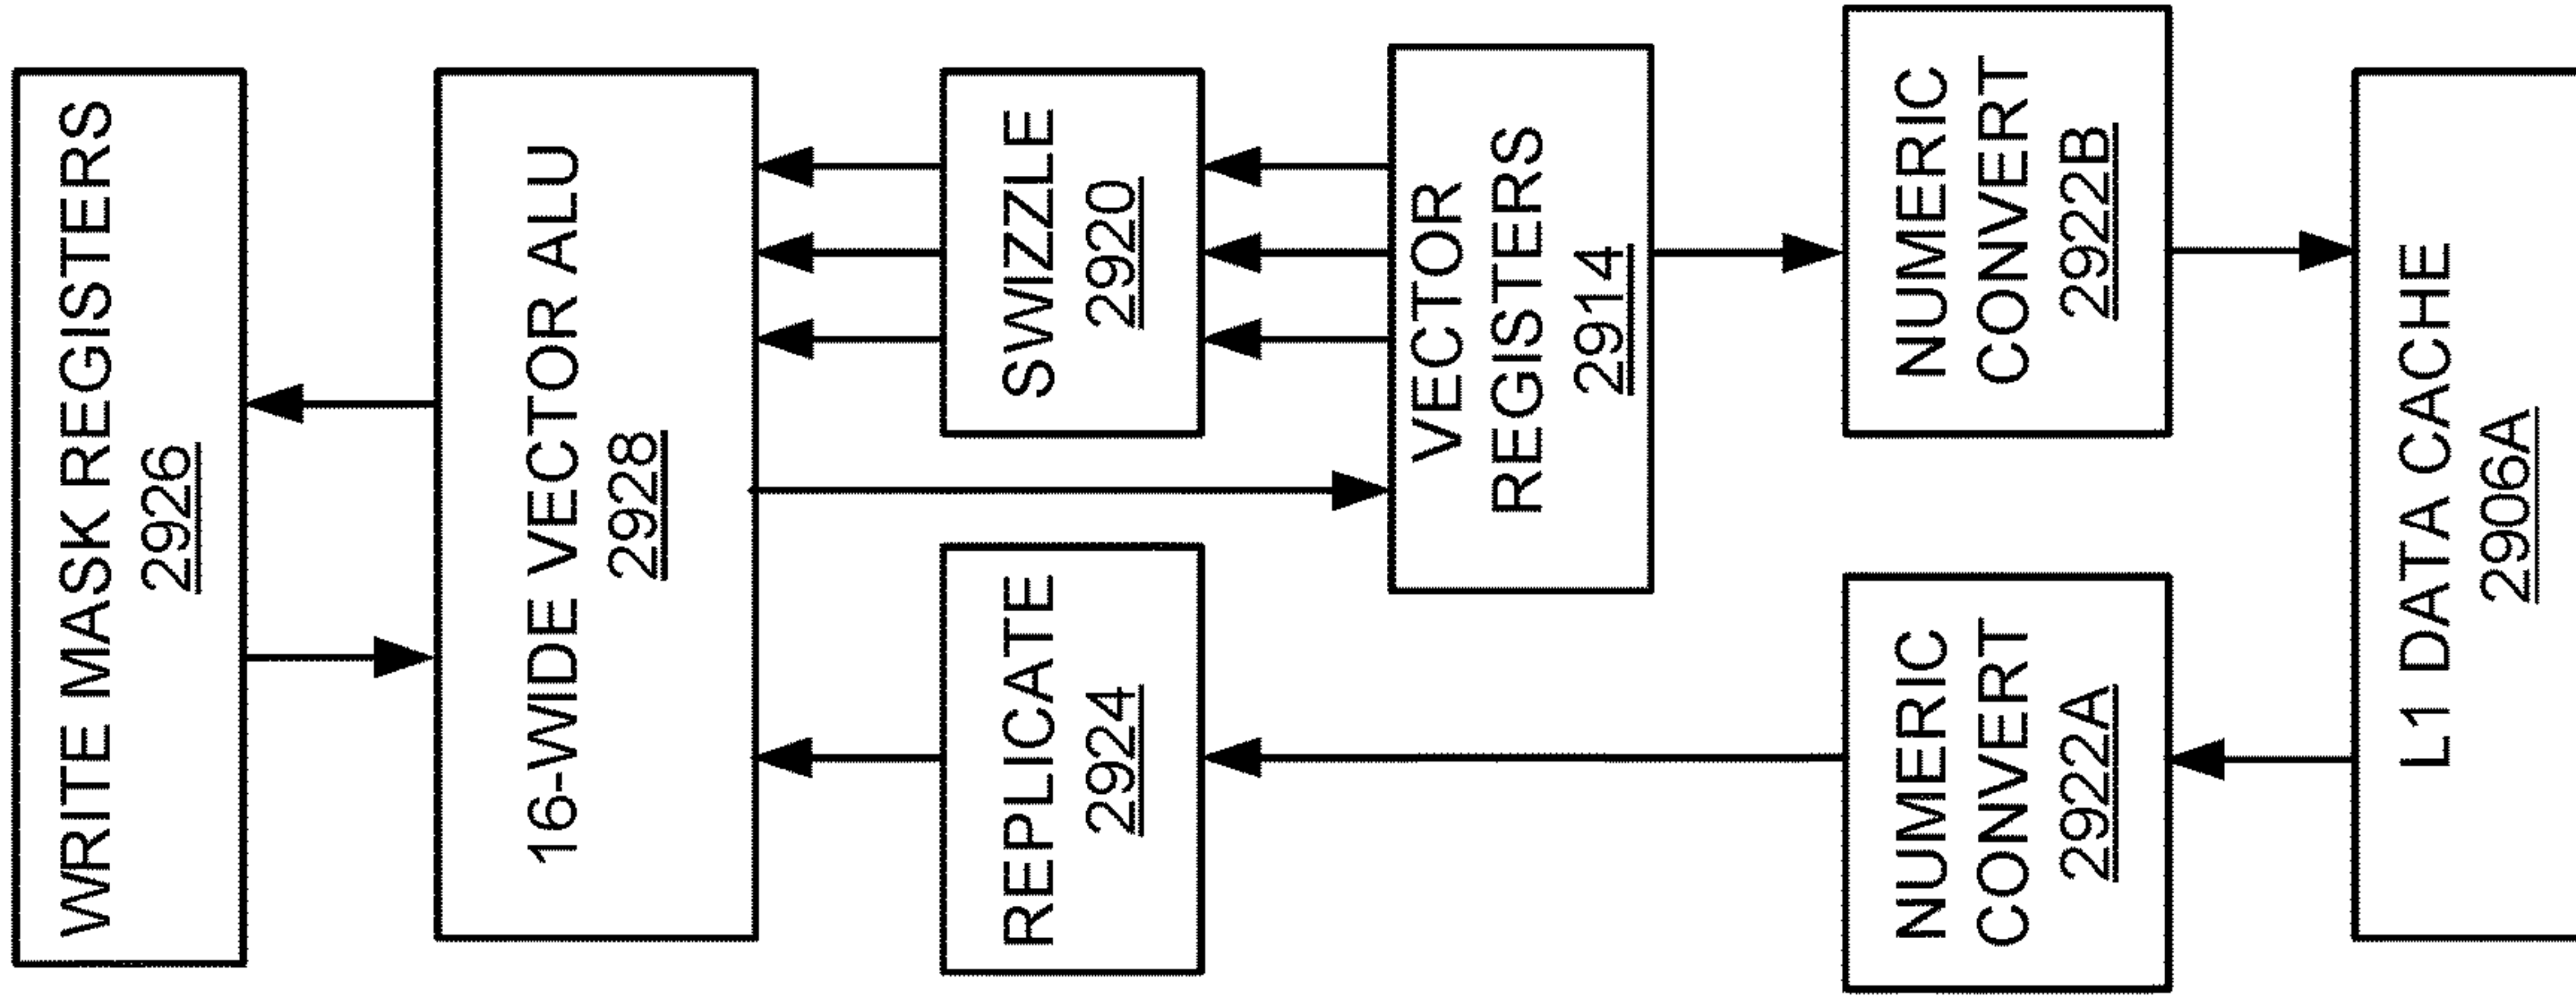 WRITE MASK REGISTERS
2926
16-WIDE VECTOR ALU
2928
REPLICATE
2924
SWIZZLE
2920
VECTOR
REGISTERS
2914
NUMERIC
CONVERT
2922A
NUMERIC
CONVERT
2922B
L1 DATA CACHE
2906A